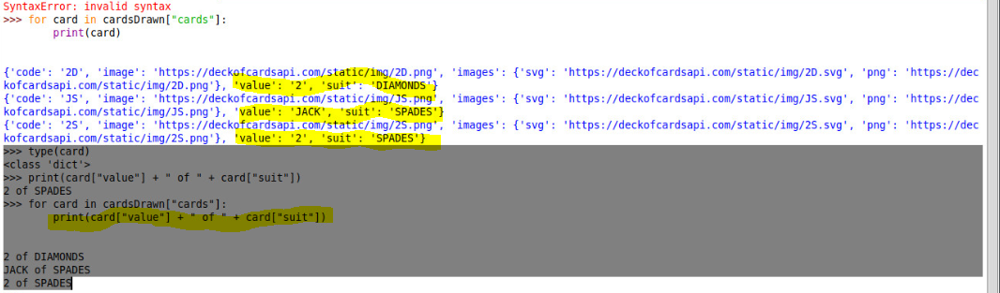 SyntaxError: invalid syntax
>>> for card in cardsDrawn["cards"]:
        print(card)
{'code': '2D', 'image': 'https://deckofcardsapi.com/static/img/2D.png', 'images': {'svg': 'https://deckofcardsapi.com/static/img/2D.svg', 'png': 'https://dec
kofcardsapi.com/static/img/2D.png'}, 'value': '2', 'suit': 'DIAMONDS'}
{'code': 'JS', 'image': 'https://deckofcardsapi.com/static/img/JS.png', 'images': {'svg': 'https://deckofcardsapi.com/static/img/JS.svg', 'png': 'https://dec
kofcardsapi.com/static/img/JS.png'}, 'value': 'JACK', 'suit': 'SPADES'}
{'code': '2S', 'image': 'https://deckofcardsapi.com/static/img/2S.png', 'images': {'svg': 'https://deckofcardsapi.com/static/img/2S.svg', 'png': 'https://dec
kofcardsapi.com/static/img/2S.png'}, 'value': '2', 'suit': 'SPADES'}
>>> type(card)
<class 'dict'>
>>> print(card["value"] + " of " + card["suit"])
2 of SPADES
>>> for card in cardsDrawn["cards"]:
        print(card["value"] + " of " + card["suit"])
2 of DIAMONDS
JACK of SPADES
2 of SPADES